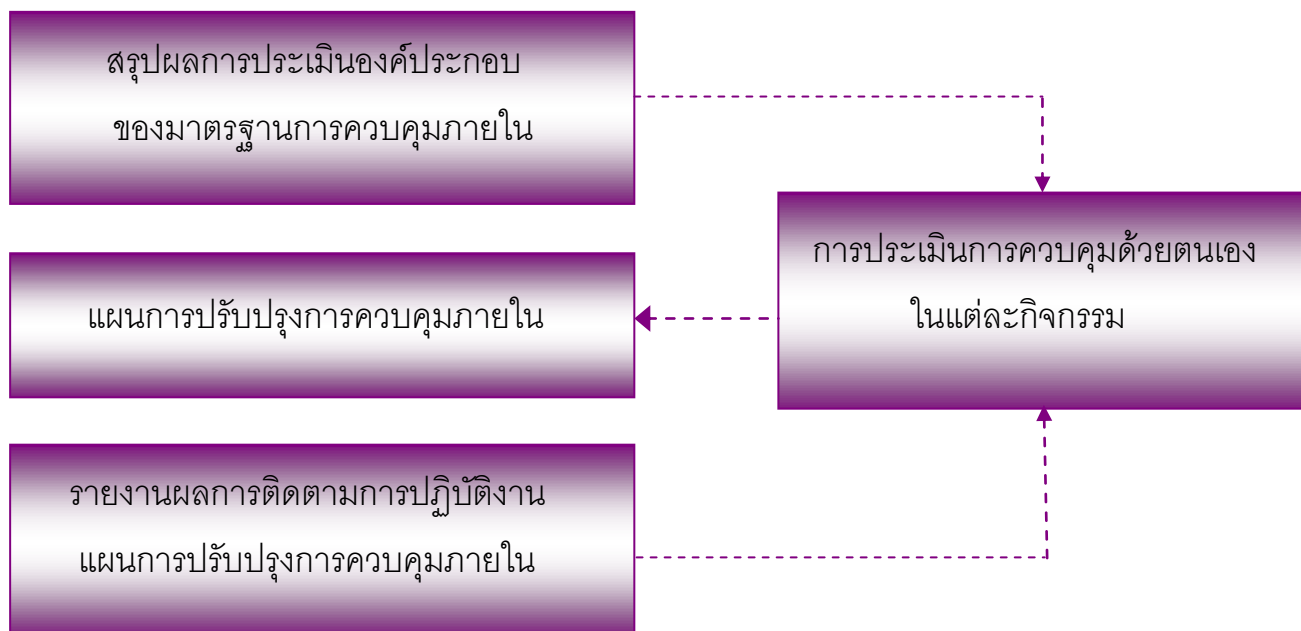 สรุปผลการประเมินองค์ประกอบ
ของมาตรฐานการควบคุมภายใน
การประเมินการควบคุมด้วยตนเอง
ในแต่ละกิจกรรม
แผนการปรับปรุงการควบคุมภายใน
รายงานผลการติดตามการปฏิบัติงาน
แผนการปรับปรุงการควบคุมภายใน